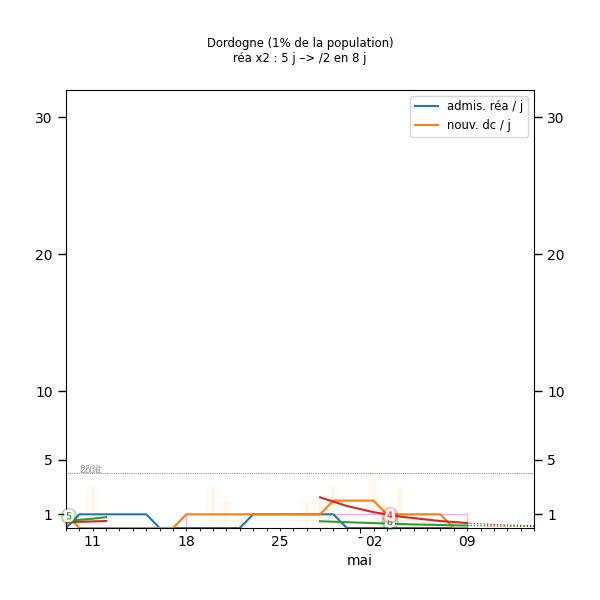 Dordogne (1% de la population)
réa x2 : 5 j –> /2 en 8 j
admis. réa / j
nouv. dc / j
30 30
20 20
10 10
5 5
5 4
1 1
11 18 25 - 02 09
mai